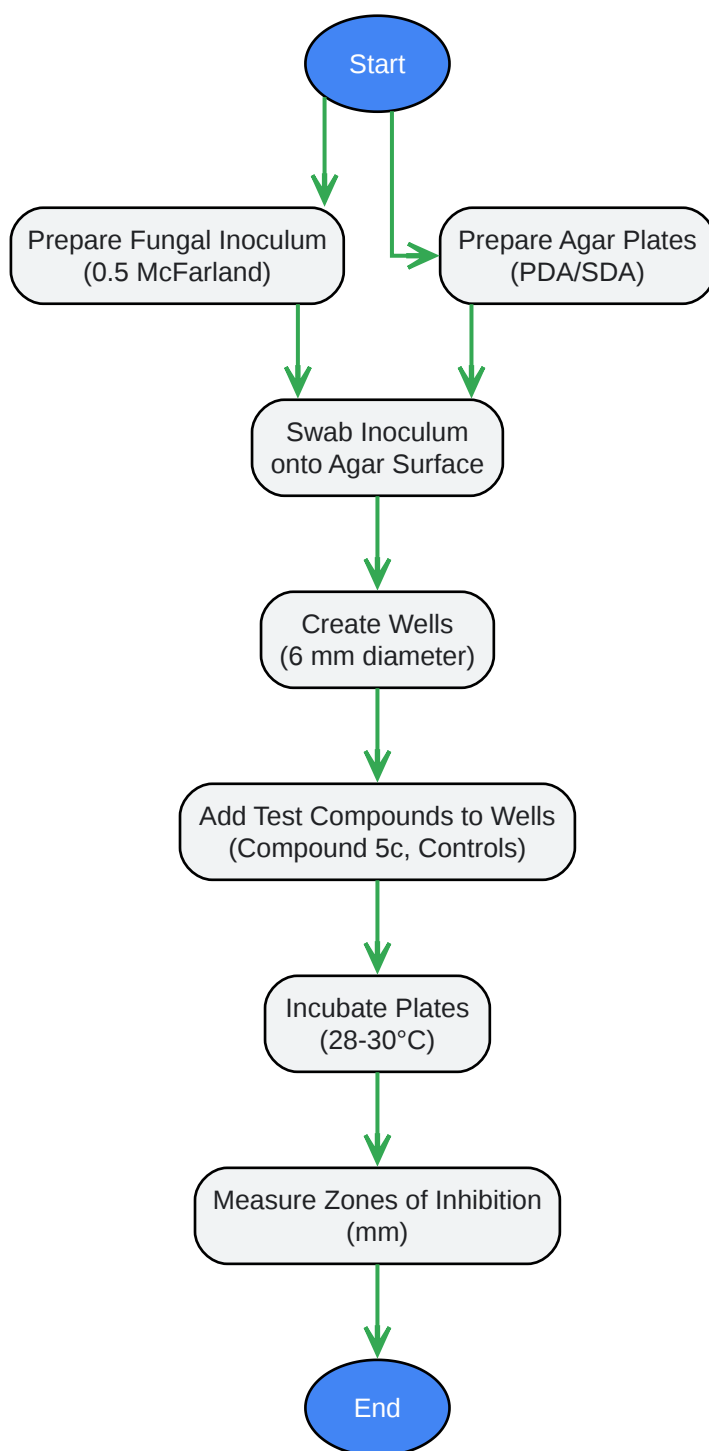 Start
Prepare Fungal Inoculum
(0.5 McFarland)
Prepare Agar Plates
(PDA/SDA)
Swab Inoculum
onto Agar Surface
Create Wells
(6 mm diameter)
Add Test Compounds to Wells
(Compound 5c, Controls)
Incubate Plates
(28-30°C)
Measure Zones of Inhibition
(mm)
End